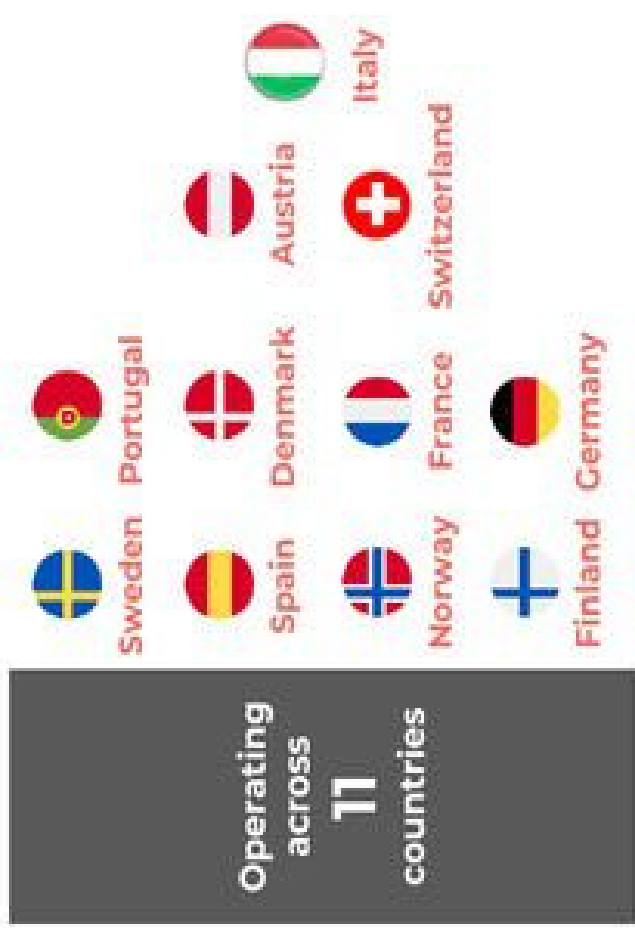 Operating
across
11
countries
Sweden
Portugal
Spain
Denmark
Austria
Norway
France
Switzerland
Italy
Finland
Germany